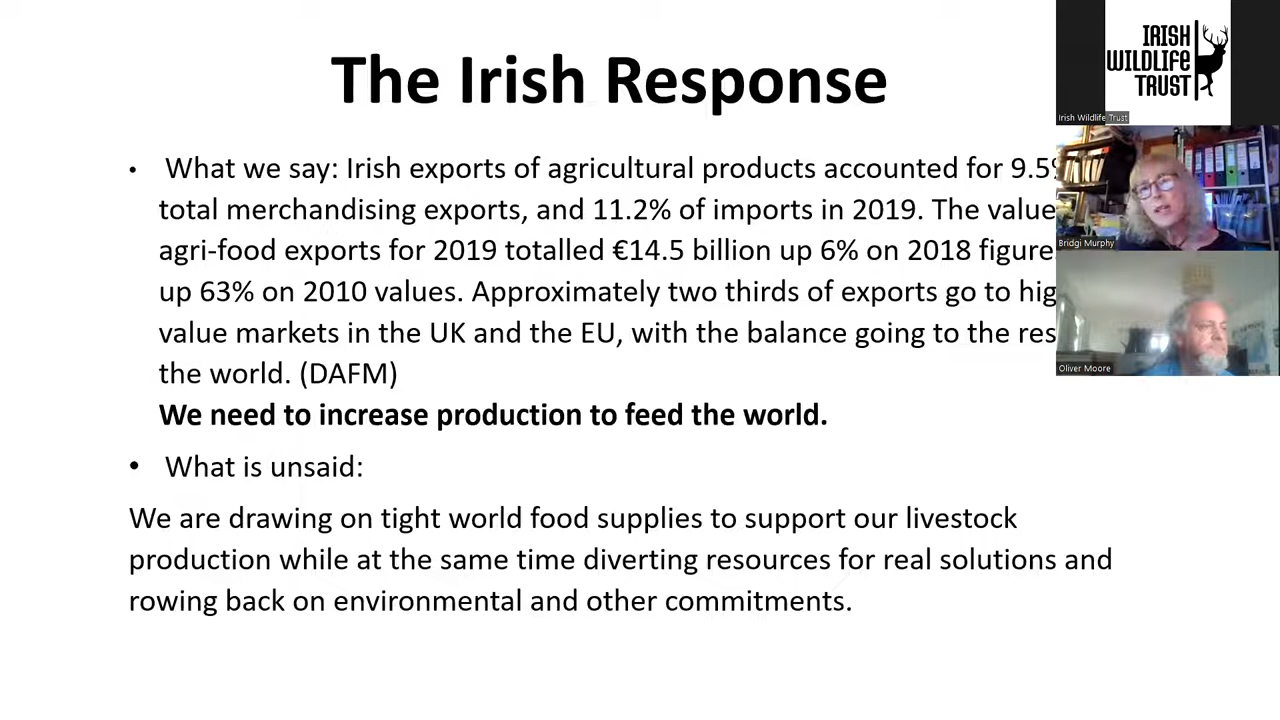 The Irish Response
• What we say: Irish exports of agricultural products accounted for 9.5%
total merchandising exports, and 11.2% of imports in 2019. The value
agri-food exports for 2019 totalled €14.5 billion up 6% on 2018 figure
up 63% on 2010 values. Approximately two thirds of exports go to hig
value markets in the UK and the EU, with the balance going to the res
the world. (DAFM)
We need to increase production to feed the world.
• What is unsaid:
We are drawing on tight world food supplies to support our livestock
production while at the same time diverting resources for real solutions and
rowing back on environmental and other commitments.
IRISH
WILDLIFE
TRUST
Irish Wildlife Trust
Bridgi Murphy
Oliver Moore